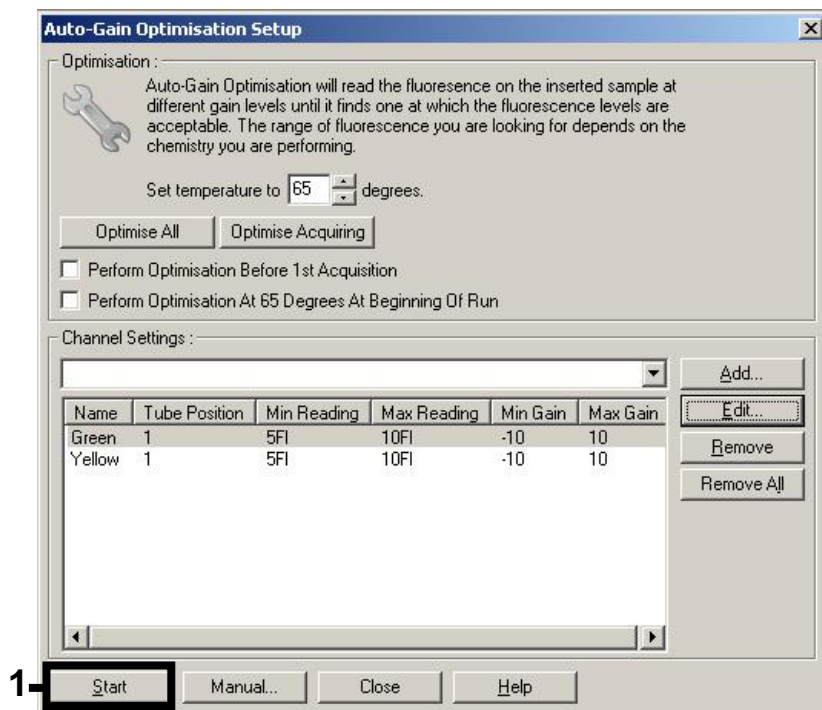 Auto-Gain Optimisation Setup
Optimisation :
Auto-Gain Optimisation will read the fluoresence on the inserted sample at
different gain levels until it finds one at which the fluorescence levels are
acceptable. The range of fluorescence you are looking for depends on the
chemistry you are performing.
Set temperature to 65 degrees.
Optimise All Optimise Acquiring
Perform Optimisation Before 1st Acquisition
Perform Optimisation At 65 Degrees At Beginning Of Run
Channel Settings :
Add...
Name Tube Position Min Reading Max Reading Min Gain Max Gain
Edit...
Green 1 5Fl 10Fl -10 10
Yellow 1 5Fl 10Fl -10 10
Remove
Remove All
1 Start Manual... Close Help